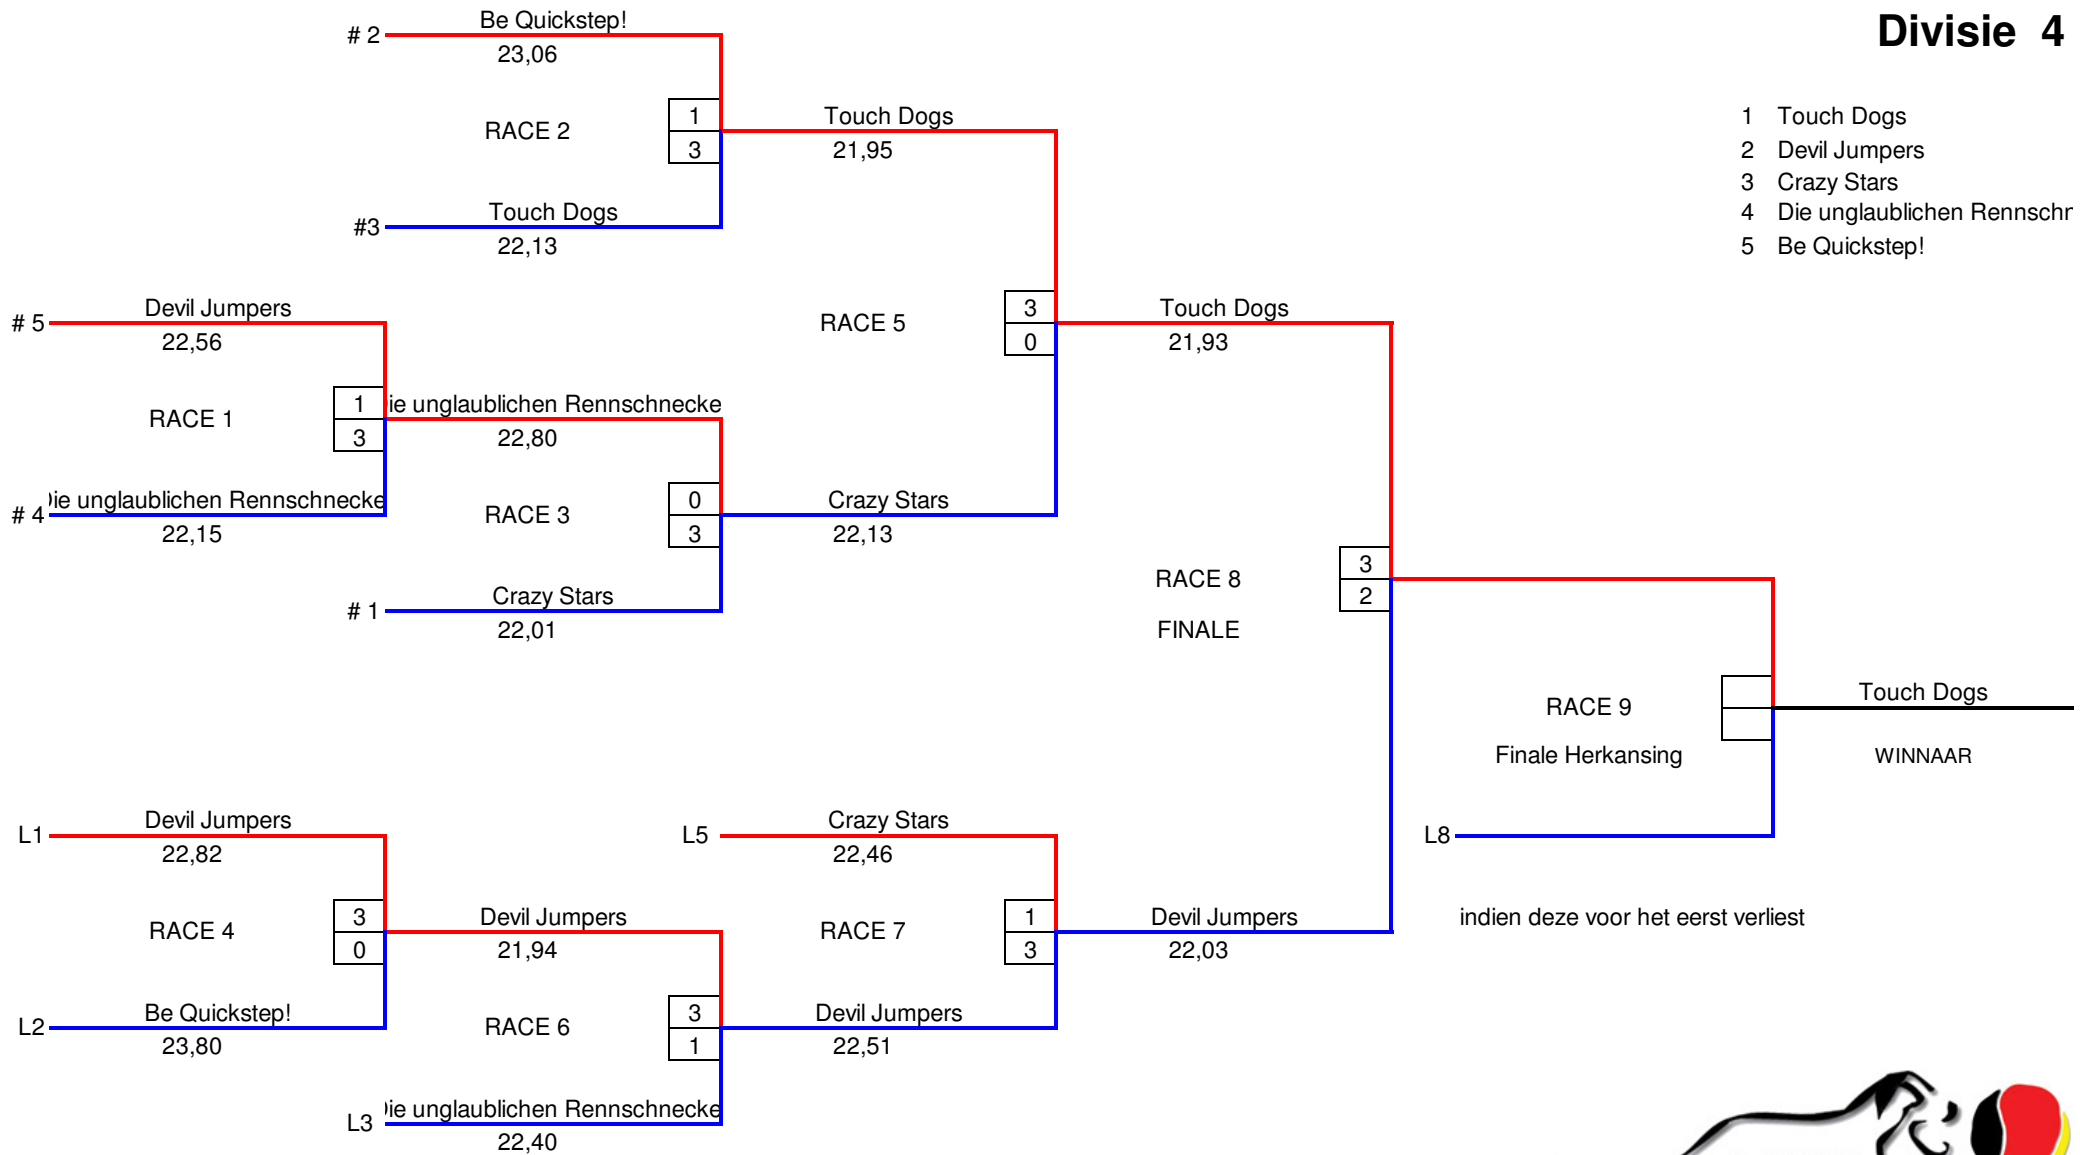 Divisie 4
1 Touch Dogs
2 Devil Jumpers
3 Crazy Stars
4 Die unglaublichen Rennschn
5 Be Quickstep!
# 2 Be Quickstep!
23,06
RACE 2
1
3
#3 Touch Dogs
22,13
# 5 Devil Jumpers
22,56
RACE 1
1
3
# 4 Die unglaublichen Rennschnecke
22,15
ie unglaublichen Rennschnecke
22,80
RACE 3
0
3
# 1 Crazy Stars
22,01
Touch Dogs
21,95
RACE 5
3
0
Crazy Stars
22,13
Touch Dogs
21,93
RACE 8
FINALE
3
2
RACE 9
Finale Herkansing
Touch Dogs
WINNAAR
L8
indien deze voor het eerst verliest
L1 Devil Jumpers
22,82
RACE 4
3
0
L2 Be Quickstep!
23,80
Devil Jumpers
21,94
RACE 6
3
1
L3 Die unglaublichen Rennschnecke
22,40
L5 Crazy Stars
22,46
RACE 7
1
3
Devil Jumpers
22,51
Devil Jumpers
22,03